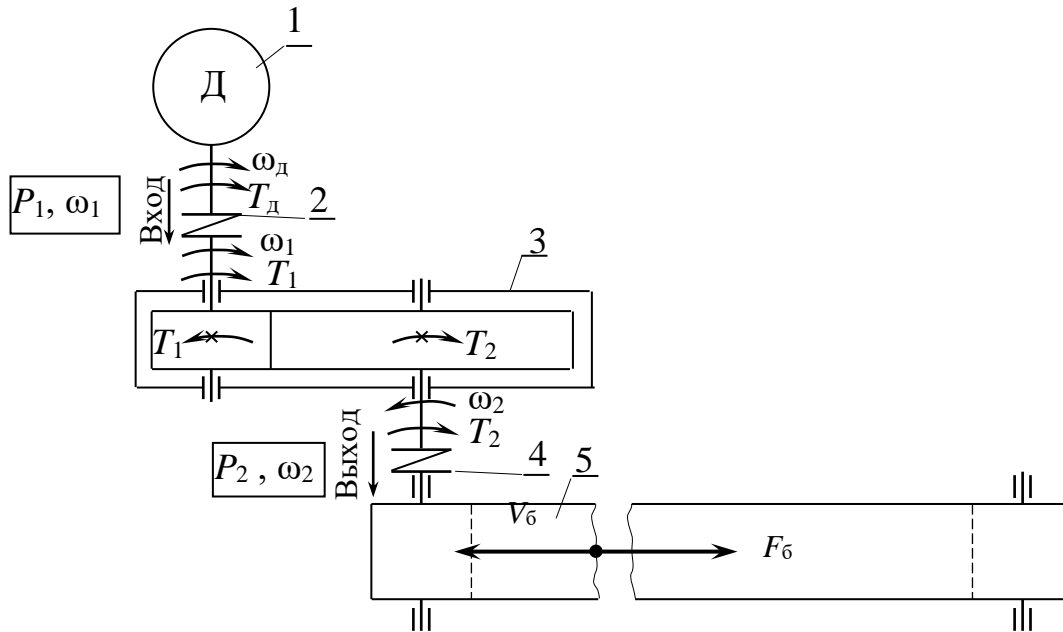 1
Д
ω_д
P_1, ω_1
Вход
T_д
2
ω_1
T_1
3
T_1
T_2
ω_2
T_2
P_2 , ω_2
Выход
4
5
V_б
F_б